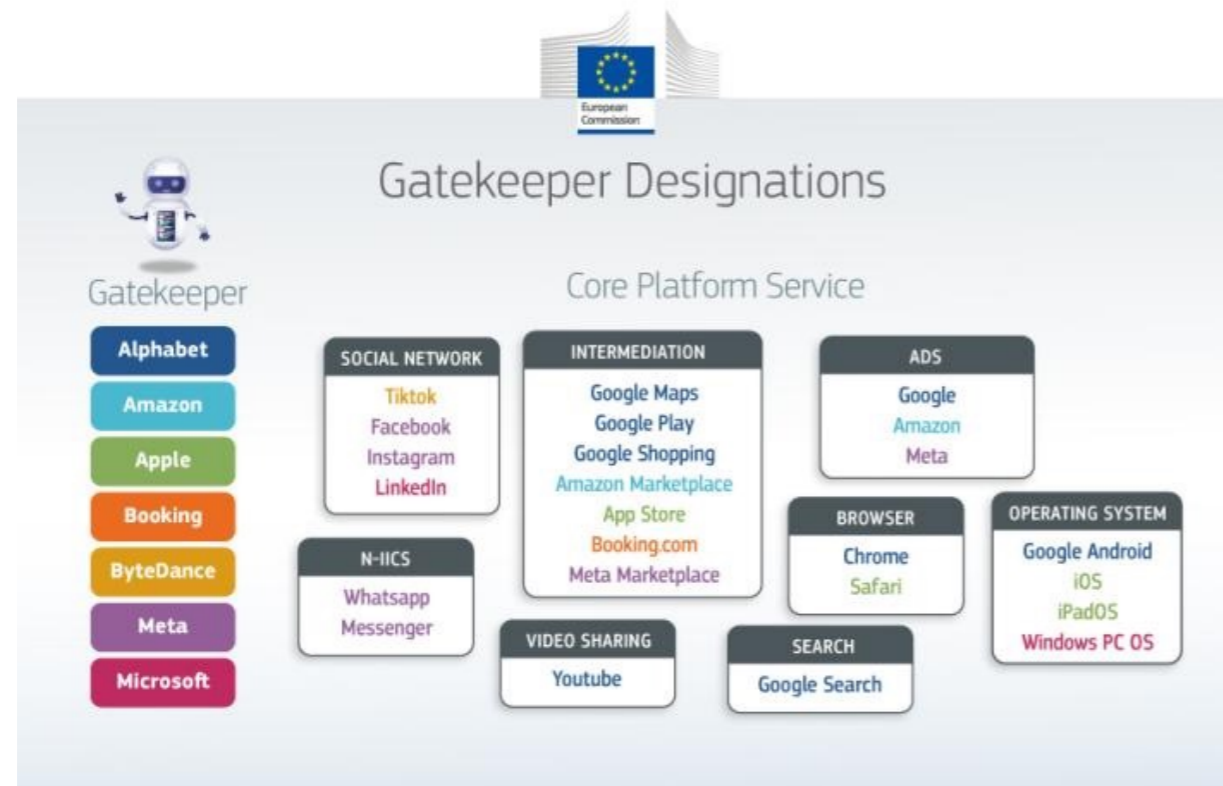 European
Commission
Gatekeeper Designations
Gatekeeper
Core Platform Service
Alphabet
Amazon
Apple
Booking
ByteDance
Meta
Microsoft
SOCIAL NETWORK
Tiktok
Facebook
Instagram
LinkedIn
N-IICS
Whatsapp
Messenger
INTERMEDIATION
Google Maps
Google Play
Google Shopping
Amazon Marketplace
App Store
Booking.com
Meta Marketplace
VIDEO SHARING
Youtube
ADS
Google
Amazon
Meta
BROWSER
Chrome
Safari
SEARCH
Google Search
OPERATING SYSTEM
Google Android
iOS
iPadOS
Windows PC OS